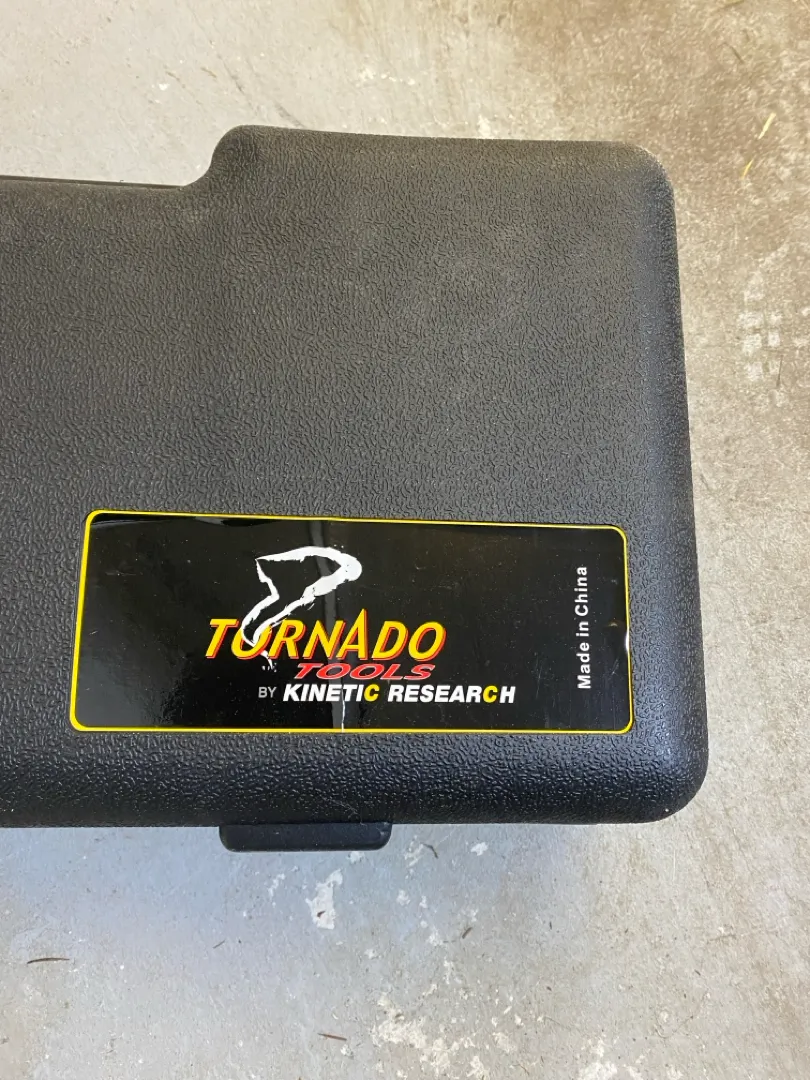 TORNADO
TOOLS
BY KINETIC RESEARCH
Made in China